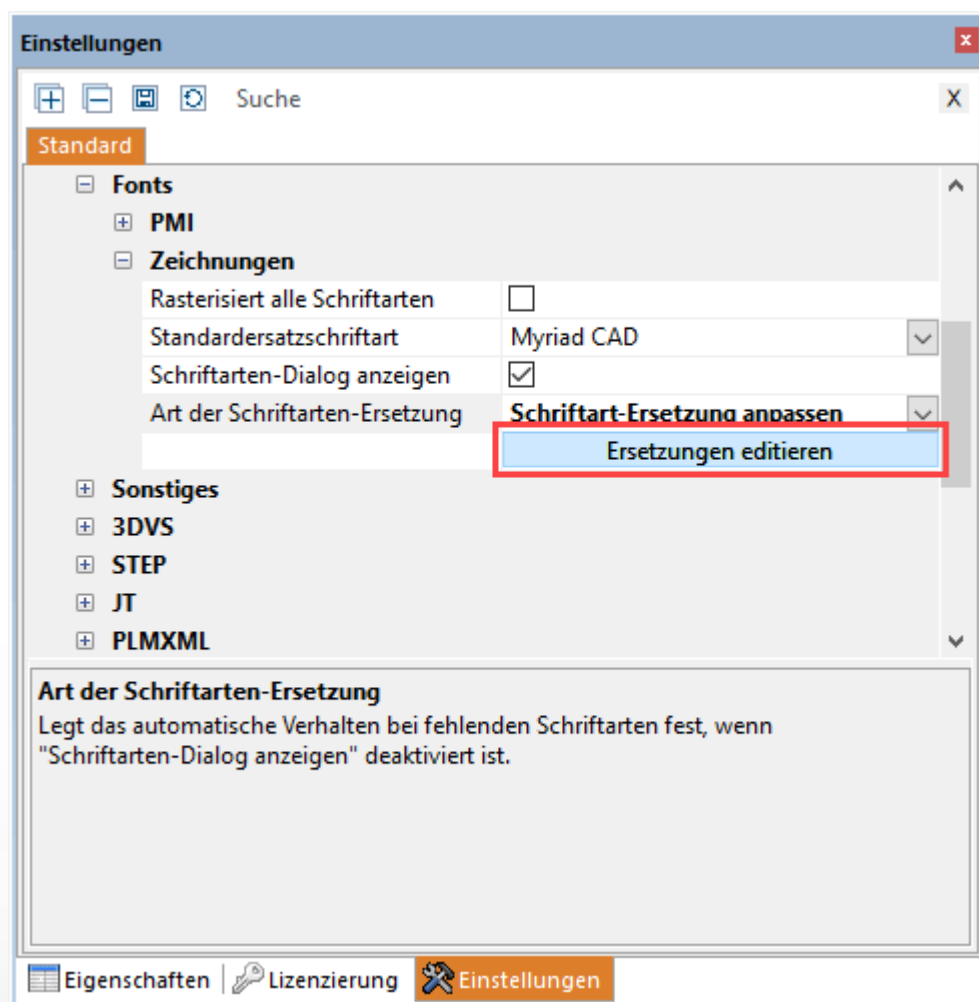 Einstellungen
x
Suche
X
Standard
Fonts
PMI
Zeichnungen
Rasterisiert alle Schriftarten
Standardersatzschriftart Myriad CAD
Schriftarten-Dialog anzeigen
Art der Schriftarten-Ersetzung Schriftart-Ersetzung anpassen
Ersetzungen editieren
Sonstiges
3DVS
STEP
JT
PLMXML
Art der Schriftarten-Ersetzung
Legt das automatische Verhalten bei fehlenden Schriftarten fest, wenn
"Schriftarten-Dialog anzeigen" deaktiviert ist.
Eigenschaften Lizenzierung Einstellungen